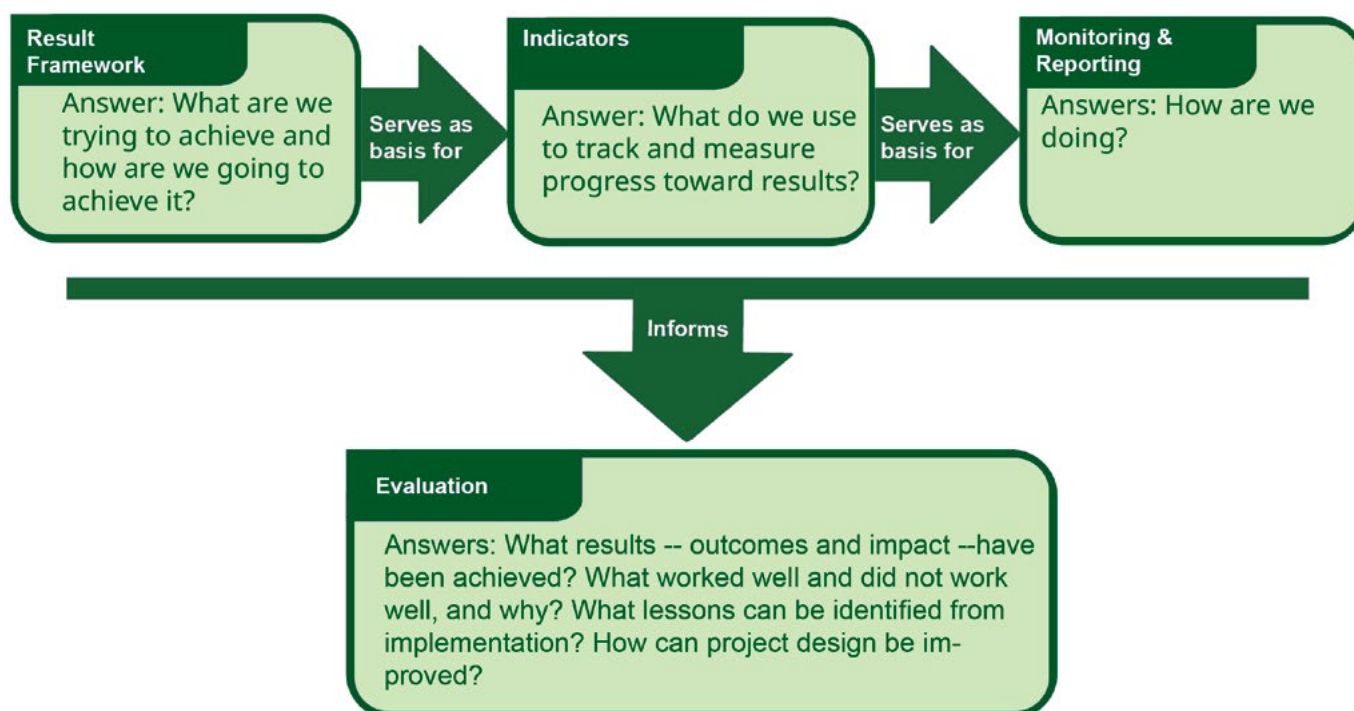 Result
Framework
Answer: What are we
trying to achieve and
how are we going to
achieve it?
Serves as
basis for
Indicators
Answer: What do we use
to track and measure
progress toward results?
Serves as
basis for
Monitoring &
Reporting
Answers: How are we
doing?
Informs
Evaluation
Answers: What results -- outcomes and impact --have
been achieved? What worked well and did not work
well, and why? What lessons can be identified from
implementation? How can project design be im-
proved?